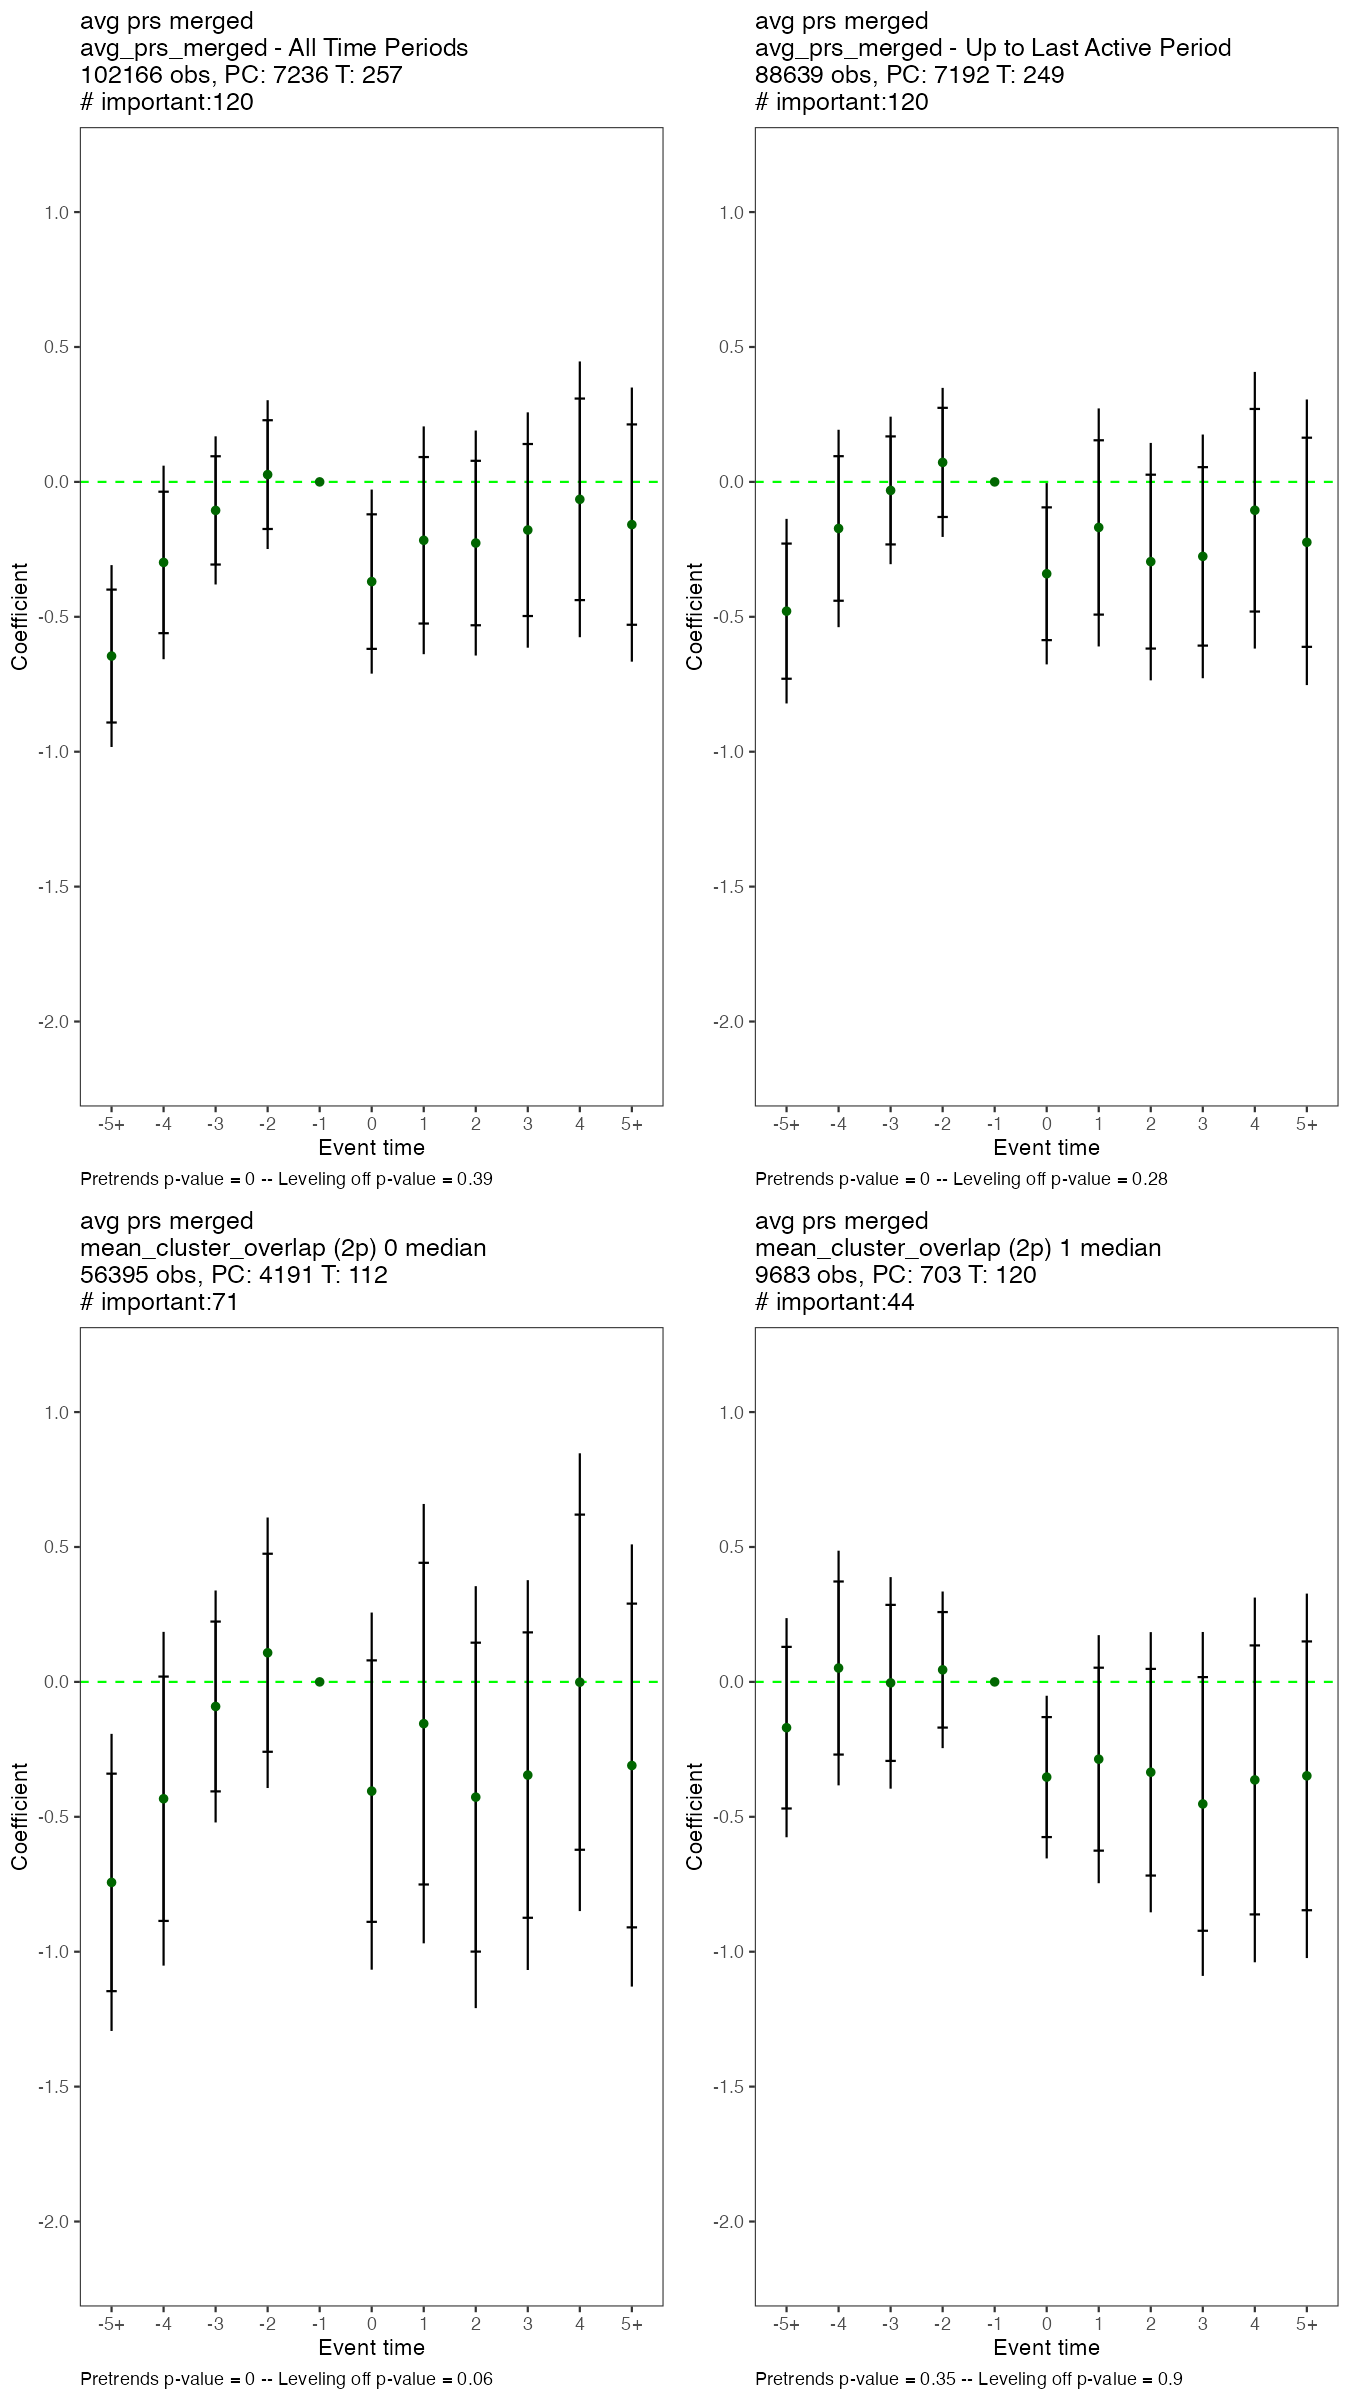 avg prs merged
avg_prs_merged - All Time Periods
102166 obs, PC: 7236 T: 257
# important:120
Coefficient
1.0
0.5
0.0
-0.5
-1.0
-1.5
-2.0
-5+ -4 -3 -2 -1 0 1 2 3 4 5+
Event time
Pretrends p-value = 0 -- Leveling off p-value = 0.39
avg prs merged
avg_prs_merged - Up to Last Active Period
88639 obs, PC: 7192 T: 249
# important:120
Coefficient
1.0
0.5
0.0
-0.5
-1.0
-1.5
-2.0
-5+ -4 -3 -2 -1 0 1 2 3 4 5+
Event time
Pretrends p-value = 0 -- Leveling off p-value = 0.28
avg prs merged
mean_cluster_overlap (2p) 0 median
56395 obs, PC: 4191 T: 112
# important:71
Coefficient
1.0
0.5
0.0
-0.5
-1.0
-1.5
-2.0
-5+ -4 -3 -2 -1 0 1 2 3 4 5+
Event time
Pretrends p-value = 0 -- Leveling off p-value = 0.06
avg prs merged
mean_cluster_overlap (2p) 1 median
9683 obs, PC: 703 T: 120
# important:44
Coefficient
1.0
0.5
0.0
-0.5
-1.0
-1.5
-2.0
-5+ -4 -3 -2 -1 0 1 2 3 4 5+
Event time
Pretrends p-value = 0.35 -- Leveling off p-value = 0.9